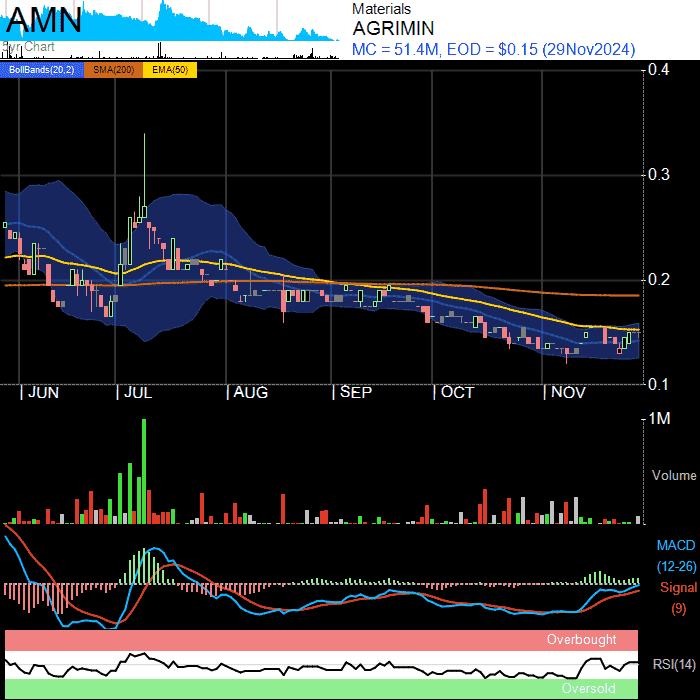 AMN
5yr Chart
Materials
AGRIMIN
MC = 51.4M, EOD = $0.15 (29Nov2024)
BollBands(20,2) SMA(200) EMA(50)
0.4
0.3
0.2
0.1
JUN JUL AUG SEP OCT NOV
1M
Volume
MACD
(12-26)
Signal
(9)
Overbought
RSI(14)
Oversold